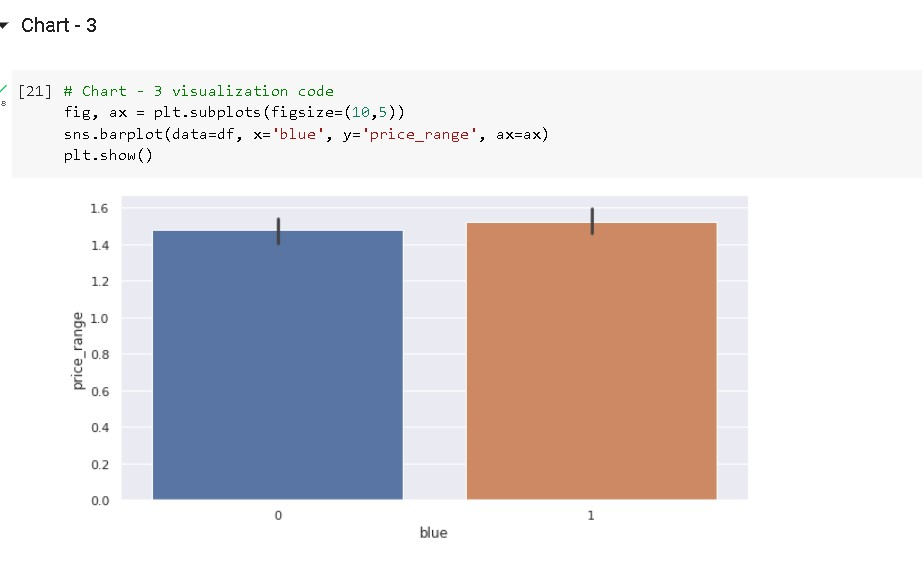 Chart - 3
s
[21] # Chart - 3 visualization code
fig, ax = plt.subplots(figsize=(10,5))
sns.barplot(data=df, x='blue', y='price_range', ax=ax)
plt.show()
1.6
1.4
1.2
1.0
0.8
0.6
0.4
0.2
0.0
price_range
0 1
blue